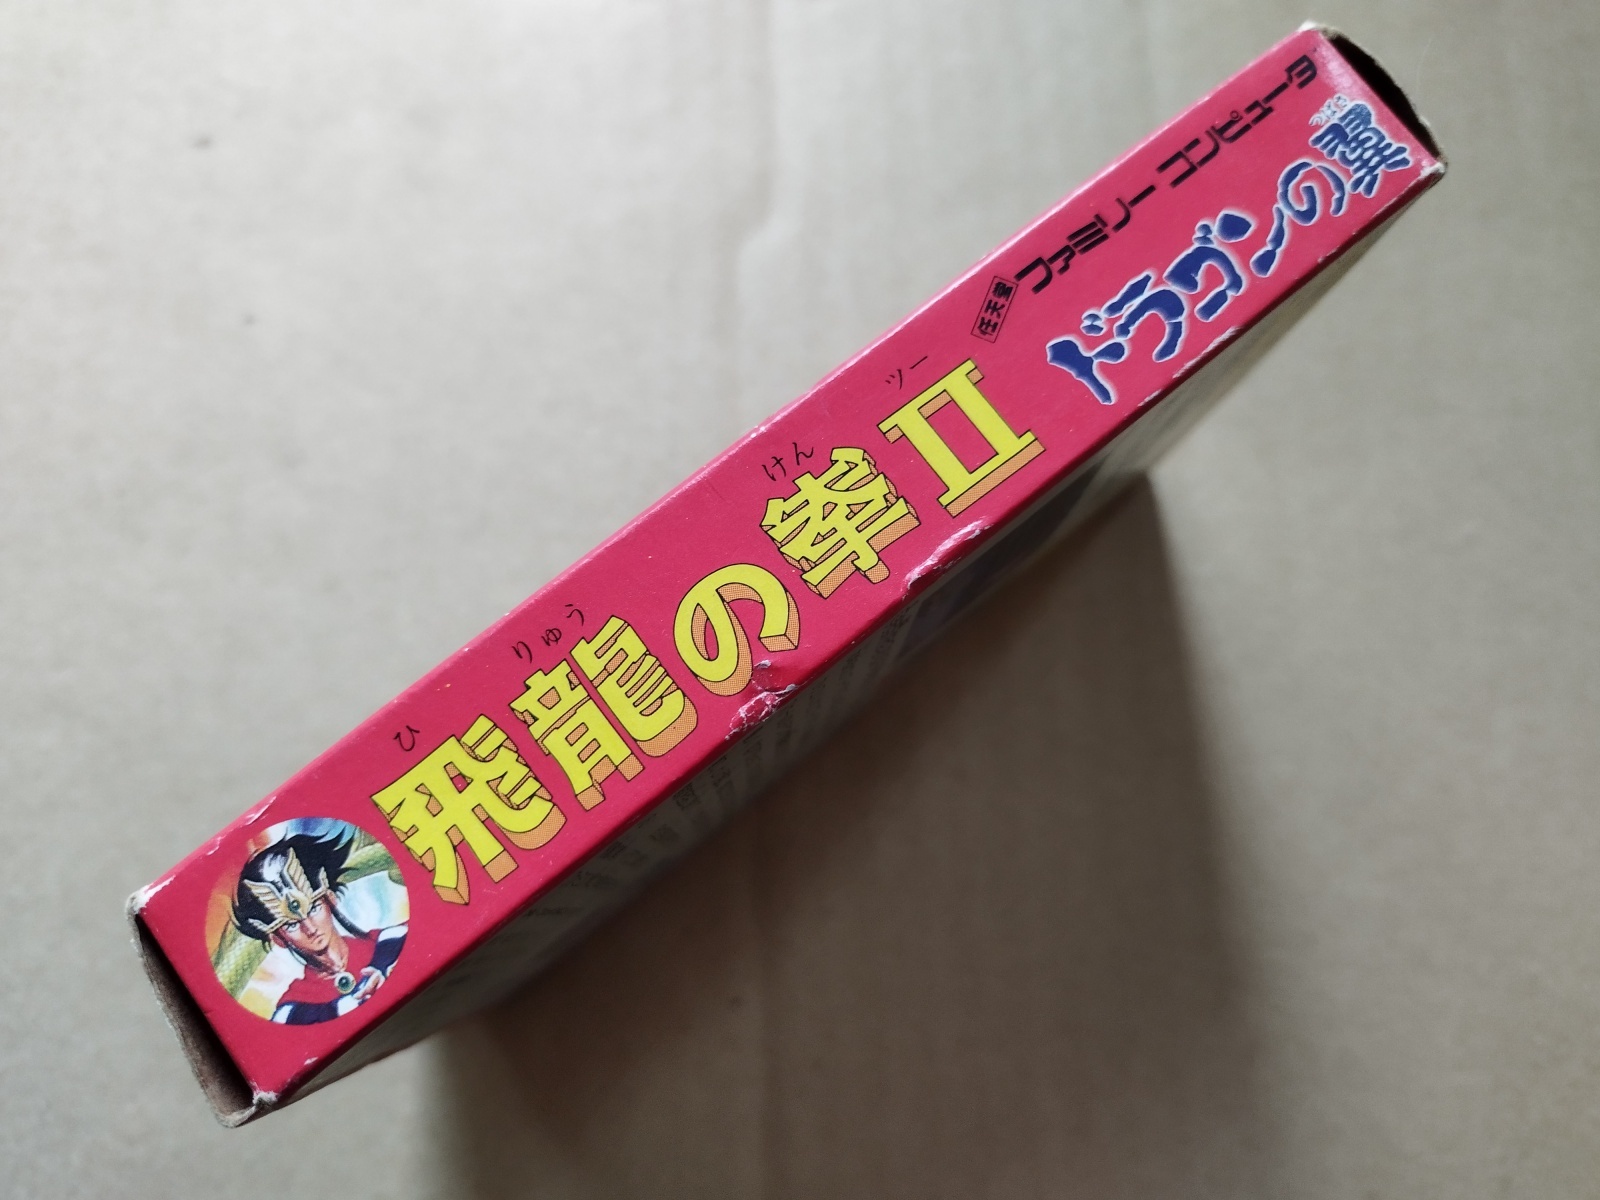 ひ りゅう けん ツー
飛龍の拳II
任天堂 ファミリーコンピュータ
つばさ
ドラゴンの翼